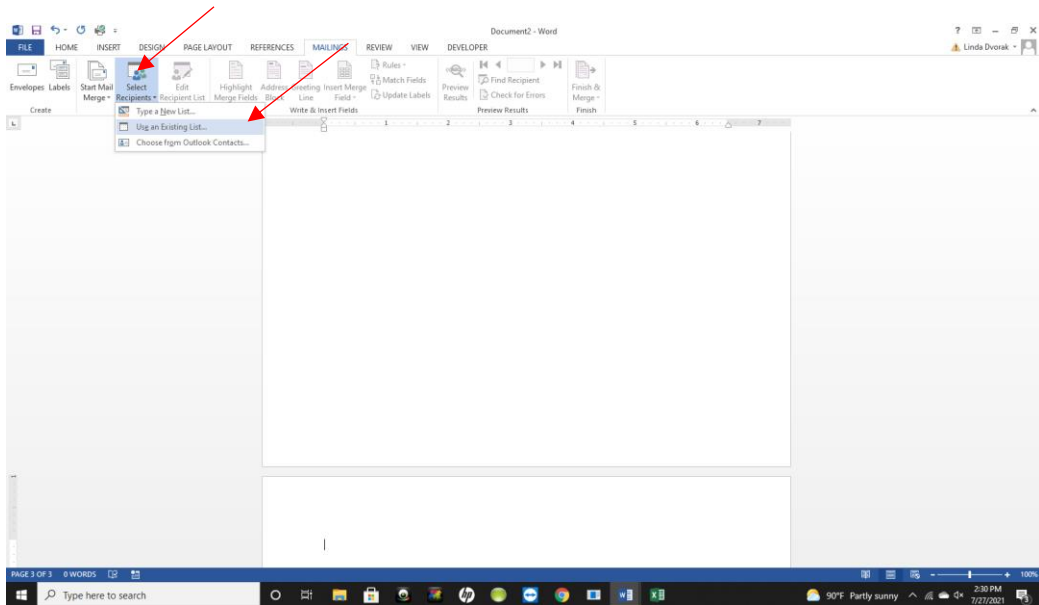 Document2 - Word
FILE HOME INSERT DESIGN PAGE LAYOUT REFERENCES MAILINGS REVIEW VIEW DEVELOPER Linda Dvorak
Envelopes Labels Start Mail Merge Select Recipients Edit Recipient List Highlight Merge Fields Address Block Greeting Line Insert Merge Field Rules Match Fields Update Labels Preview Results Find Recipient Check for Errors Finish & Merge
Create Write & Insert Fields Preview Results Finish
Type a New List...
Use an Existing List...
Choose from Outlook Contacts...
1 2 3 4 5 6 7
1
PAGE 3 OF 3 0 WORDS 100%
Type here to search 90°F Partly sunny 2:30 PM
7/27/2021